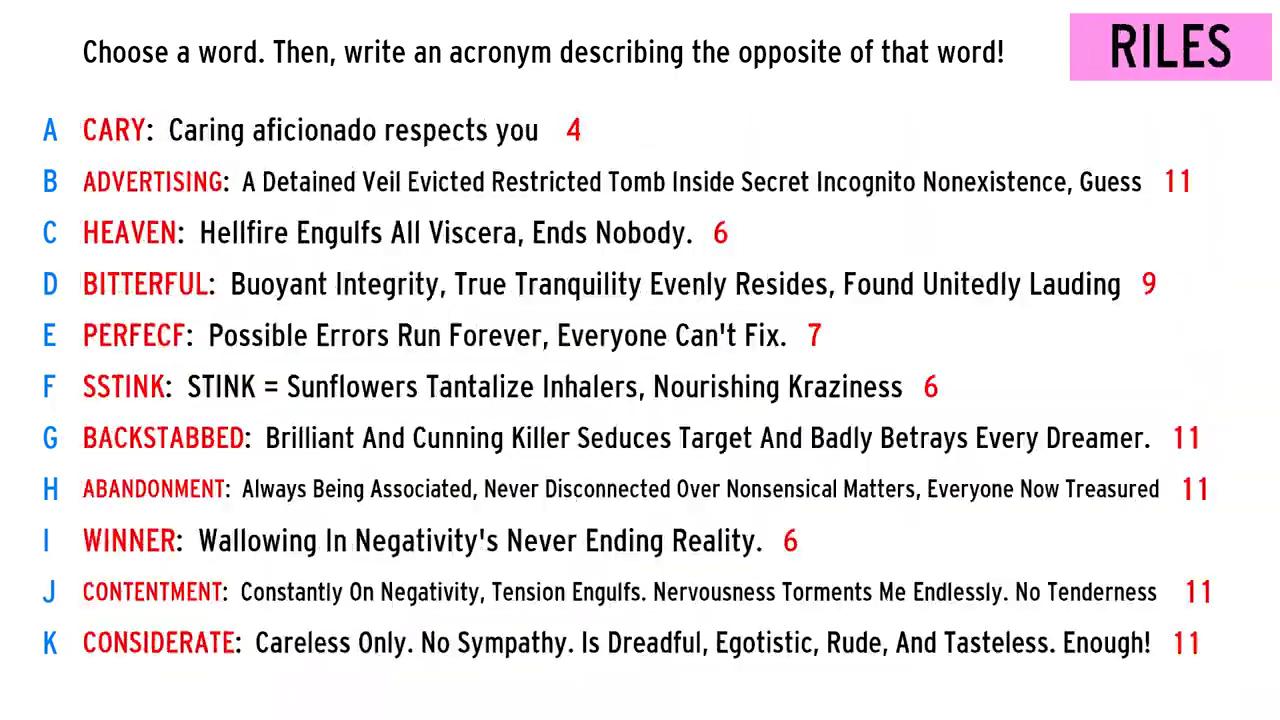 Choose a word. Then, write an acronym describing the opposite of that word!
RILES
A CARY: Caring aficionado respects you 4
B ADVERTISING: A Detained Veil Evicted Restricted Tomb Inside Secret Incognito Nonexistence, Guess 11
C HEAVEN: Hellfire Engulfs All Viscera, Ends Nobody. 6
D BITTERFUL: Buoyant Integrity, True Tranquility Evenly Resides, Found Unitedly Lauding 9
E PERFECF: Possible Errors Run Forever, Everyone Can't Fix. 7
F SSTINK: STINK = Sunflowers Tantalize Inhalers, Nourishing Kraziness 6
G BACKSTABBED: Brilliant And Cunning Killer Seduces Target And Badly Betrays Every Dreamer. 11
H ABANDONMENT: Always Being Associated, Never Disconnected Over Nonsensical Matters, Everyone Now Treasured 11
I WINNER: Wallowing In Negativity's Never Ending Reality. 6
J CONTENTMENT: Constantly On Negativity, Tension Engulfs. Nervousness Torments Me Endlessly. No Tenderness 11
K CONSIDERATE: Careless Only. No Sympathy. Is Dreadful, Egotistic, Rude, And Tasteless. Enough! 11